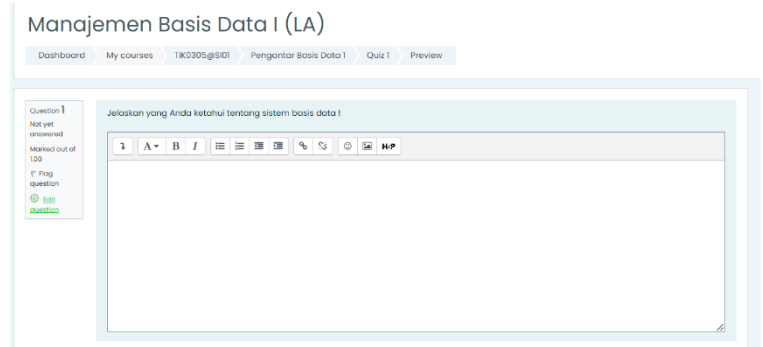 Manajemen Basis Data I (LA)
Dashboard My courses TIK0305@SI01 Pengantar Basis Data 1 Quiz 1 Preview
Question 1
Not yet
answered
Marked out of
1.00
Flag
question
Edit
question
Jelaskan yang Anda ketahui tentang sistem basis data !
A B I H-P